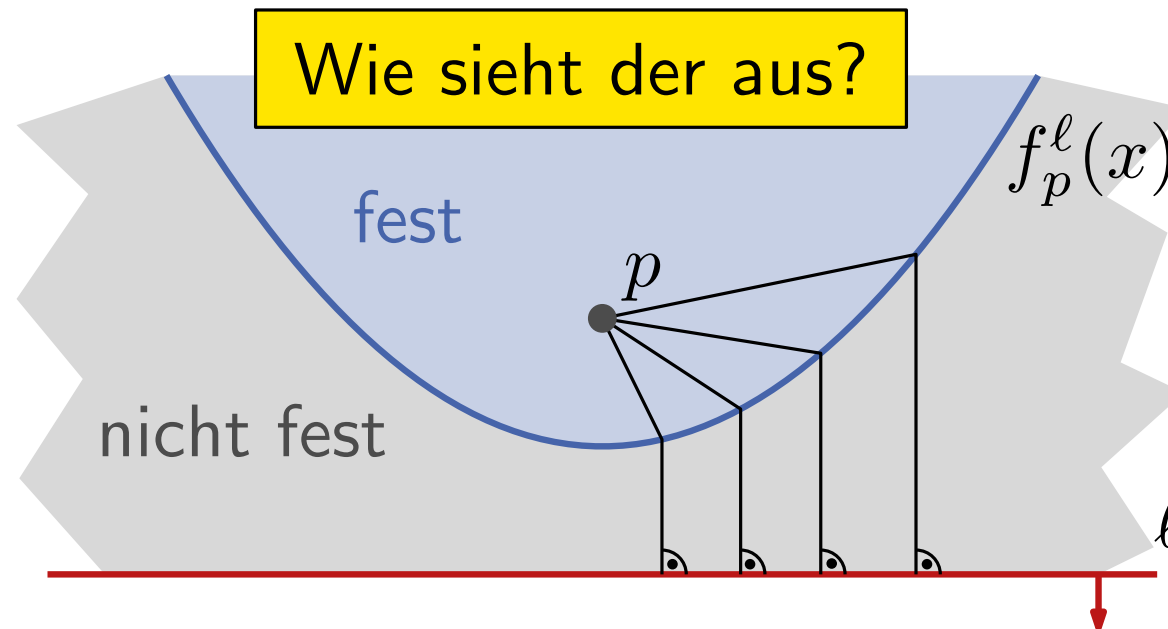 Wie sieht der aus?
f_p^ℓ(x)
fest
p
nicht fest
ℓ